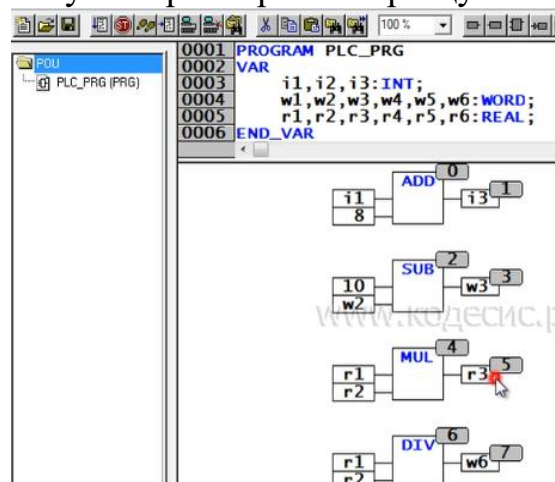 100 %
POU
PLC_PRG (PRG)
0001 PROGRAM PLC_PRG
0002 VAR
0003 i1,i2,i3:INT;
0004 w1,w2,w3,w4,w5,w6:WORD;
0005 r1,r2,r3,r4,r5,r6:REAL;
0006 END_VAR
ADD 0
i1 i3 1
8
SUB 2
10 w3 3
w2
www.кодесис.р
MUL 4
r1 r3 5
r2
DIV 6
r1 w6 7
r2